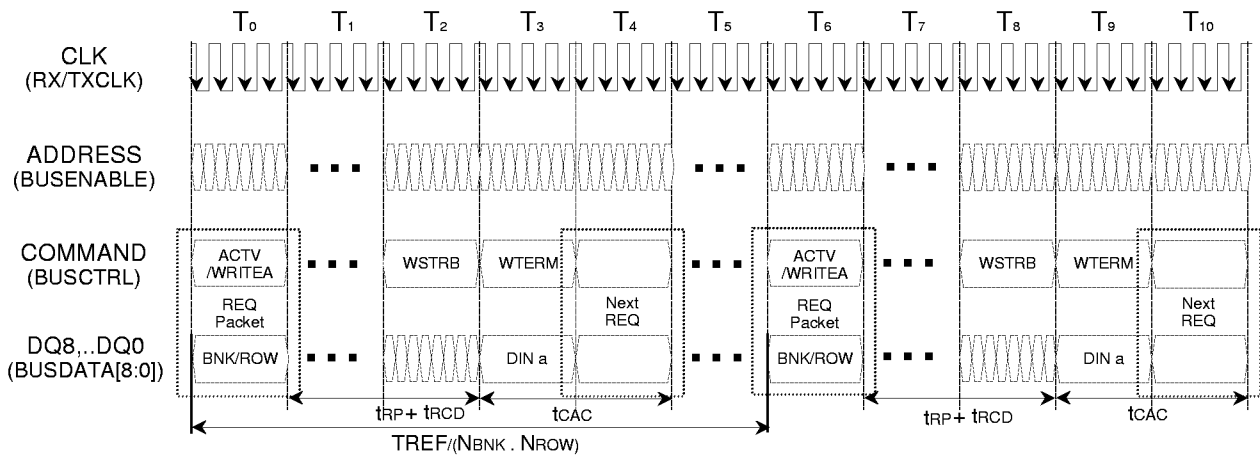 T0 T1 T2 T3 T4 T5 T6 T7 T8 T9 T10
CLK
(RX/TXCLK)
ADDRESS
(BUSENABLE)
COMMAND
(BUSCTRL)
ACTV
/WRITEA
WSTRB
WTERM
ACTV
/WRITEA
WSTRB
WTERM
REQ
Packet
Next
REQ
REQ
Packet
Next
REQ
DQ8,..DQ0
(BUSDATA[8:0])
BNK/ROW
DIN a
BNK/ROW
DIN a
tRP+ tRCD
tCAC
tRP+ tRCD
tCAC
TREF/(NBNK . NROW)